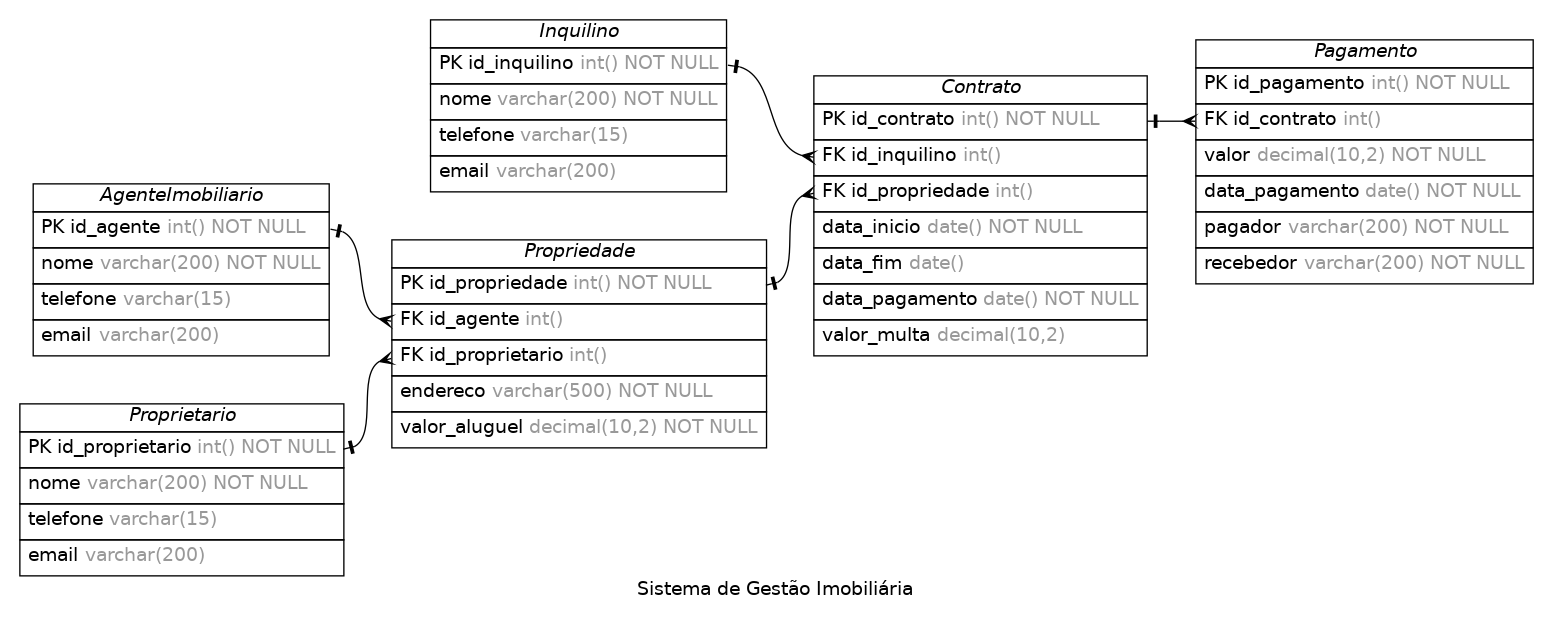 Inquilino
PK id_inquilino int() NOT NULL
nome varchar(200) NOT NULL
telefone varchar(15)
email varchar(200)
Pagamento
PK id_pagamento int() NOT NULL
FK id_contrato int()
valor decimal(10,2) NOT NULL
data_pagamento date() NOT NULL
pagador varchar(200) NOT NULL
recebedor varchar(200) NOT NULL
Contrato
PK id_contrato int() NOT NULL
FK id_inquilino int()
FK id_propriedade int()
data_inicio date() NOT NULL
data_fim date()
data_pagamento date() NOT NULL
valor_multa decimal(10,2)
AgenteImobiliario
PK id_agente int() NOT NULL
nome varchar(200) NOT NULL
telefone varchar(15)
email varchar(200)
Propriedade
PK id_propriedade int() NOT NULL
FK id_agente int()
FK id_proprietario int()
endereco varchar(500) NOT NULL
valor_aluguel decimal(10,2) NOT NULL
Proprietario
PK id_proprietario int() NOT NULL
nome varchar(200) NOT NULL
telefone varchar(15)
email varchar(200)
Sistema de Gestão Imobiliária